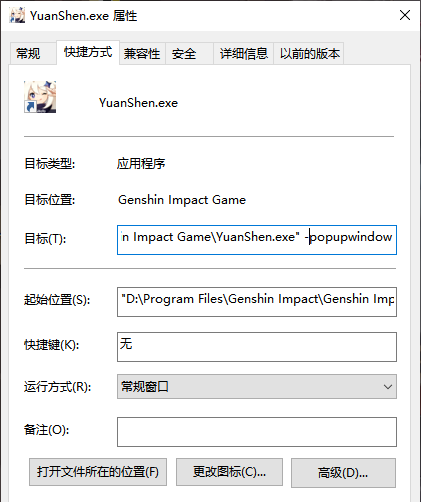 YuanShen.exe 属性
常规 快捷方式 兼容性 安全 详细信息 以前的版本
YuanShen.exe
目标类型: 应用程序
目标位置: Genshin Impact Game
目标(T): n Impact Game\YuanShen.exe" -popupwindow
起始位置(S): "D:\Program Files\Genshin Impact\Genshin Imp
快捷键(K): 无
运行方式(R): 常规窗口
备注(O):
打开文件所在的位置(F) 更改图标(C)... 高级(D)...